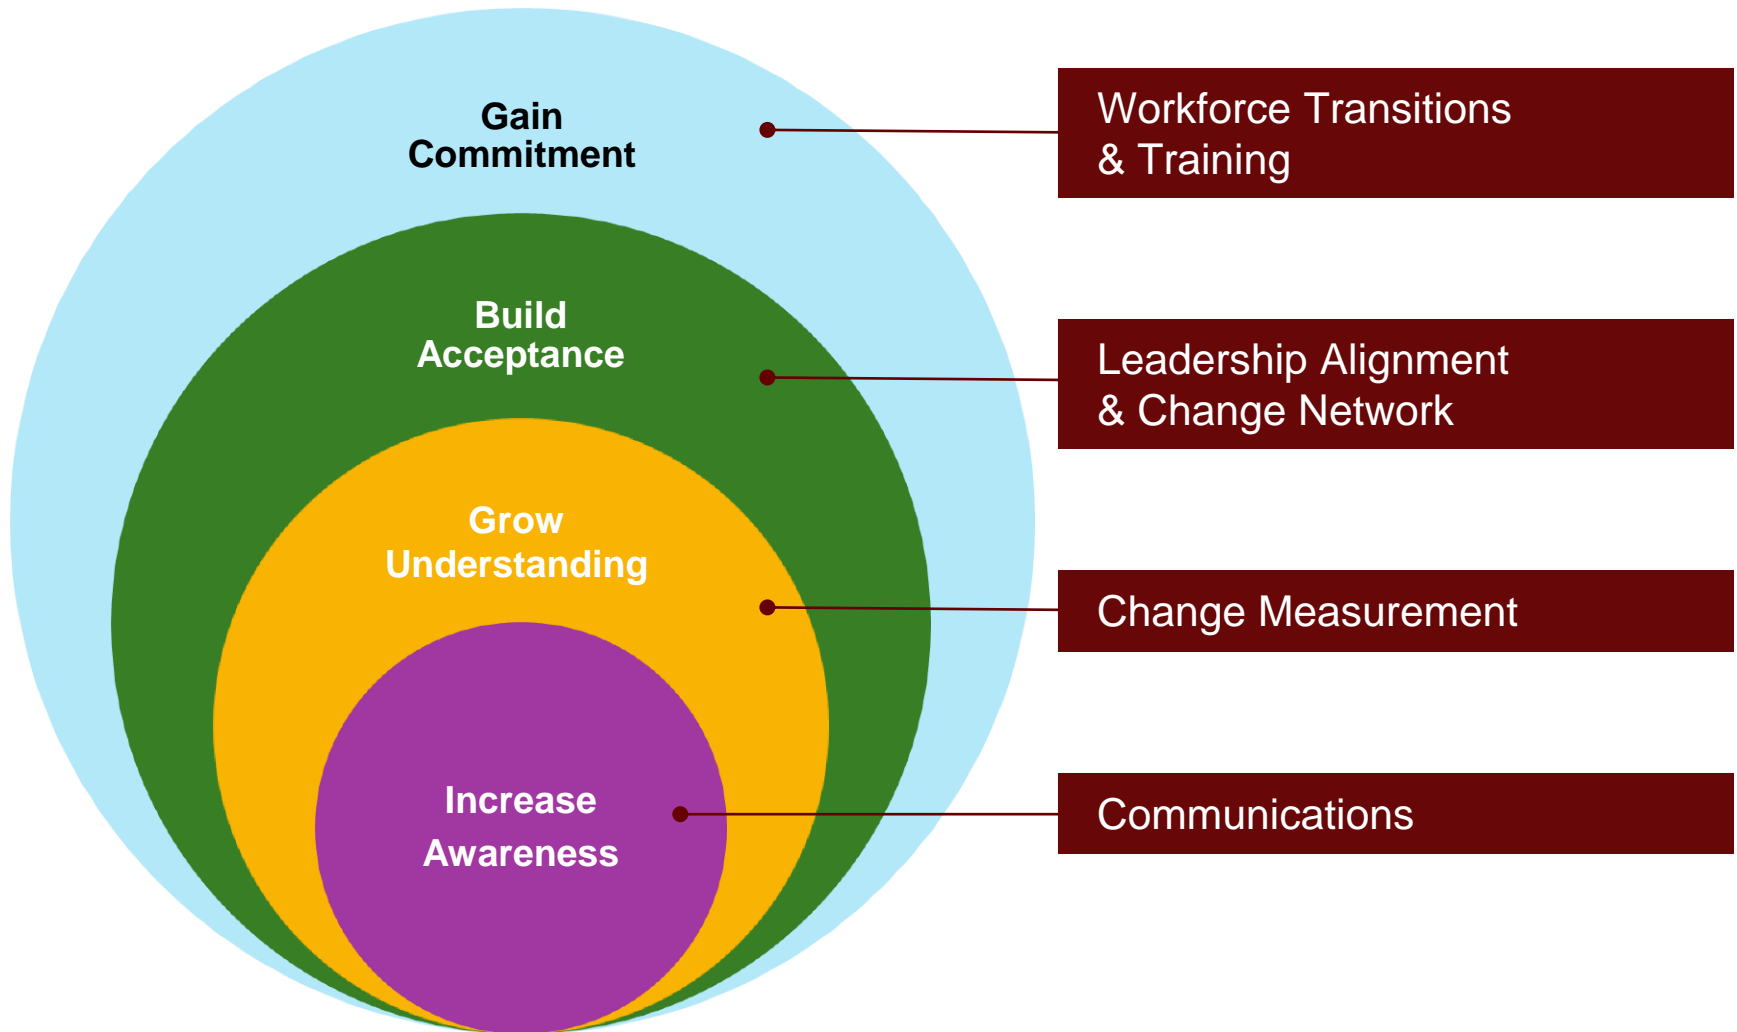 Gain
Commitment
Workforce Transitions
& Training
Build
Acceptance
Leadership Alignment
& Change Network
Grow
Understanding
Change Measurement
Increase
Awareness
Communications